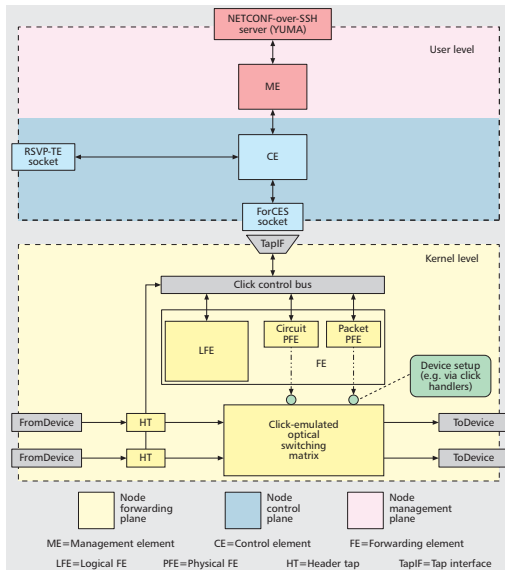 NETCONF-over-SSH
server (YUMA)
User level
ME
RSVP-TE
socket
CE
ForCES
socket
TapIF
Kernel level
Click control bus
LFE
Circuit
PFE
Packet
PFE
FE
Device setup
(e.g. via click
handlers)
FromDevice
HT
Click-emulated
optical
switching
matrix
ToDevice
FromDevice
HT
ToDevice
Node
forwarding
plane
Node
control
plane
Node
management
plane
ME=Management element
CE=Control element
FE=Forwarding element
LFE=Logical FE
PFE=Physical FE
HT=Header tap
TapIF=Tap interface